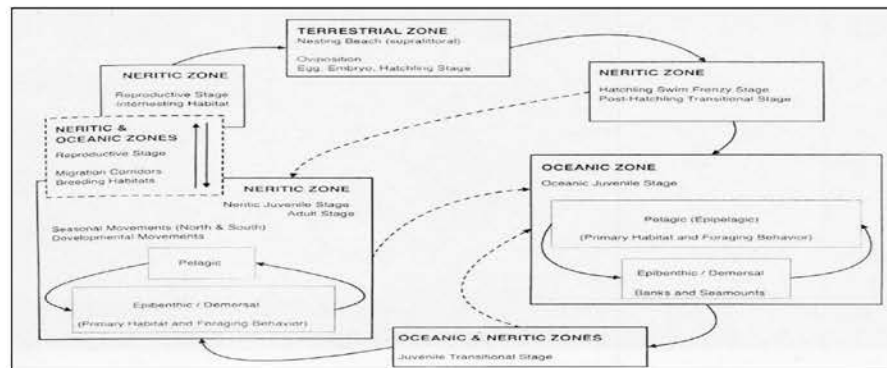 TERRESTRIAL ZONE
Nesting Beach (supralittoral)
Oviposition
Egg, Embryo, Hatchling Stage
NERITIC ZONE
Reproductive Stage
Internesting Habitat
NERITIC ZONE
Hatchling Swim Frenzy Stage
Post-Hatchling Transitional Stage
NERITIC &
OCEANIC ZONES
Reproductive Stage
Migration Corridors
Breeding Habitats
OCEANIC ZONE
Oceanic Juvenile Stage
Pelagic (Epipelagic)
(Primary Habitat and Foraging Behavior)
Epibenthic / Demersal
Banks and Seamounts
NERITIC ZONE
Neritic Juvenile Stage
Adult Stage
Seasonal Movements (North & South)
Developmental Movements
Pelagic
Epibenthic / Demersal
(Primary Habitat and Foraging Behavior)
OCEANIC & NERITIC ZONES
Juvenile Transitional Stage